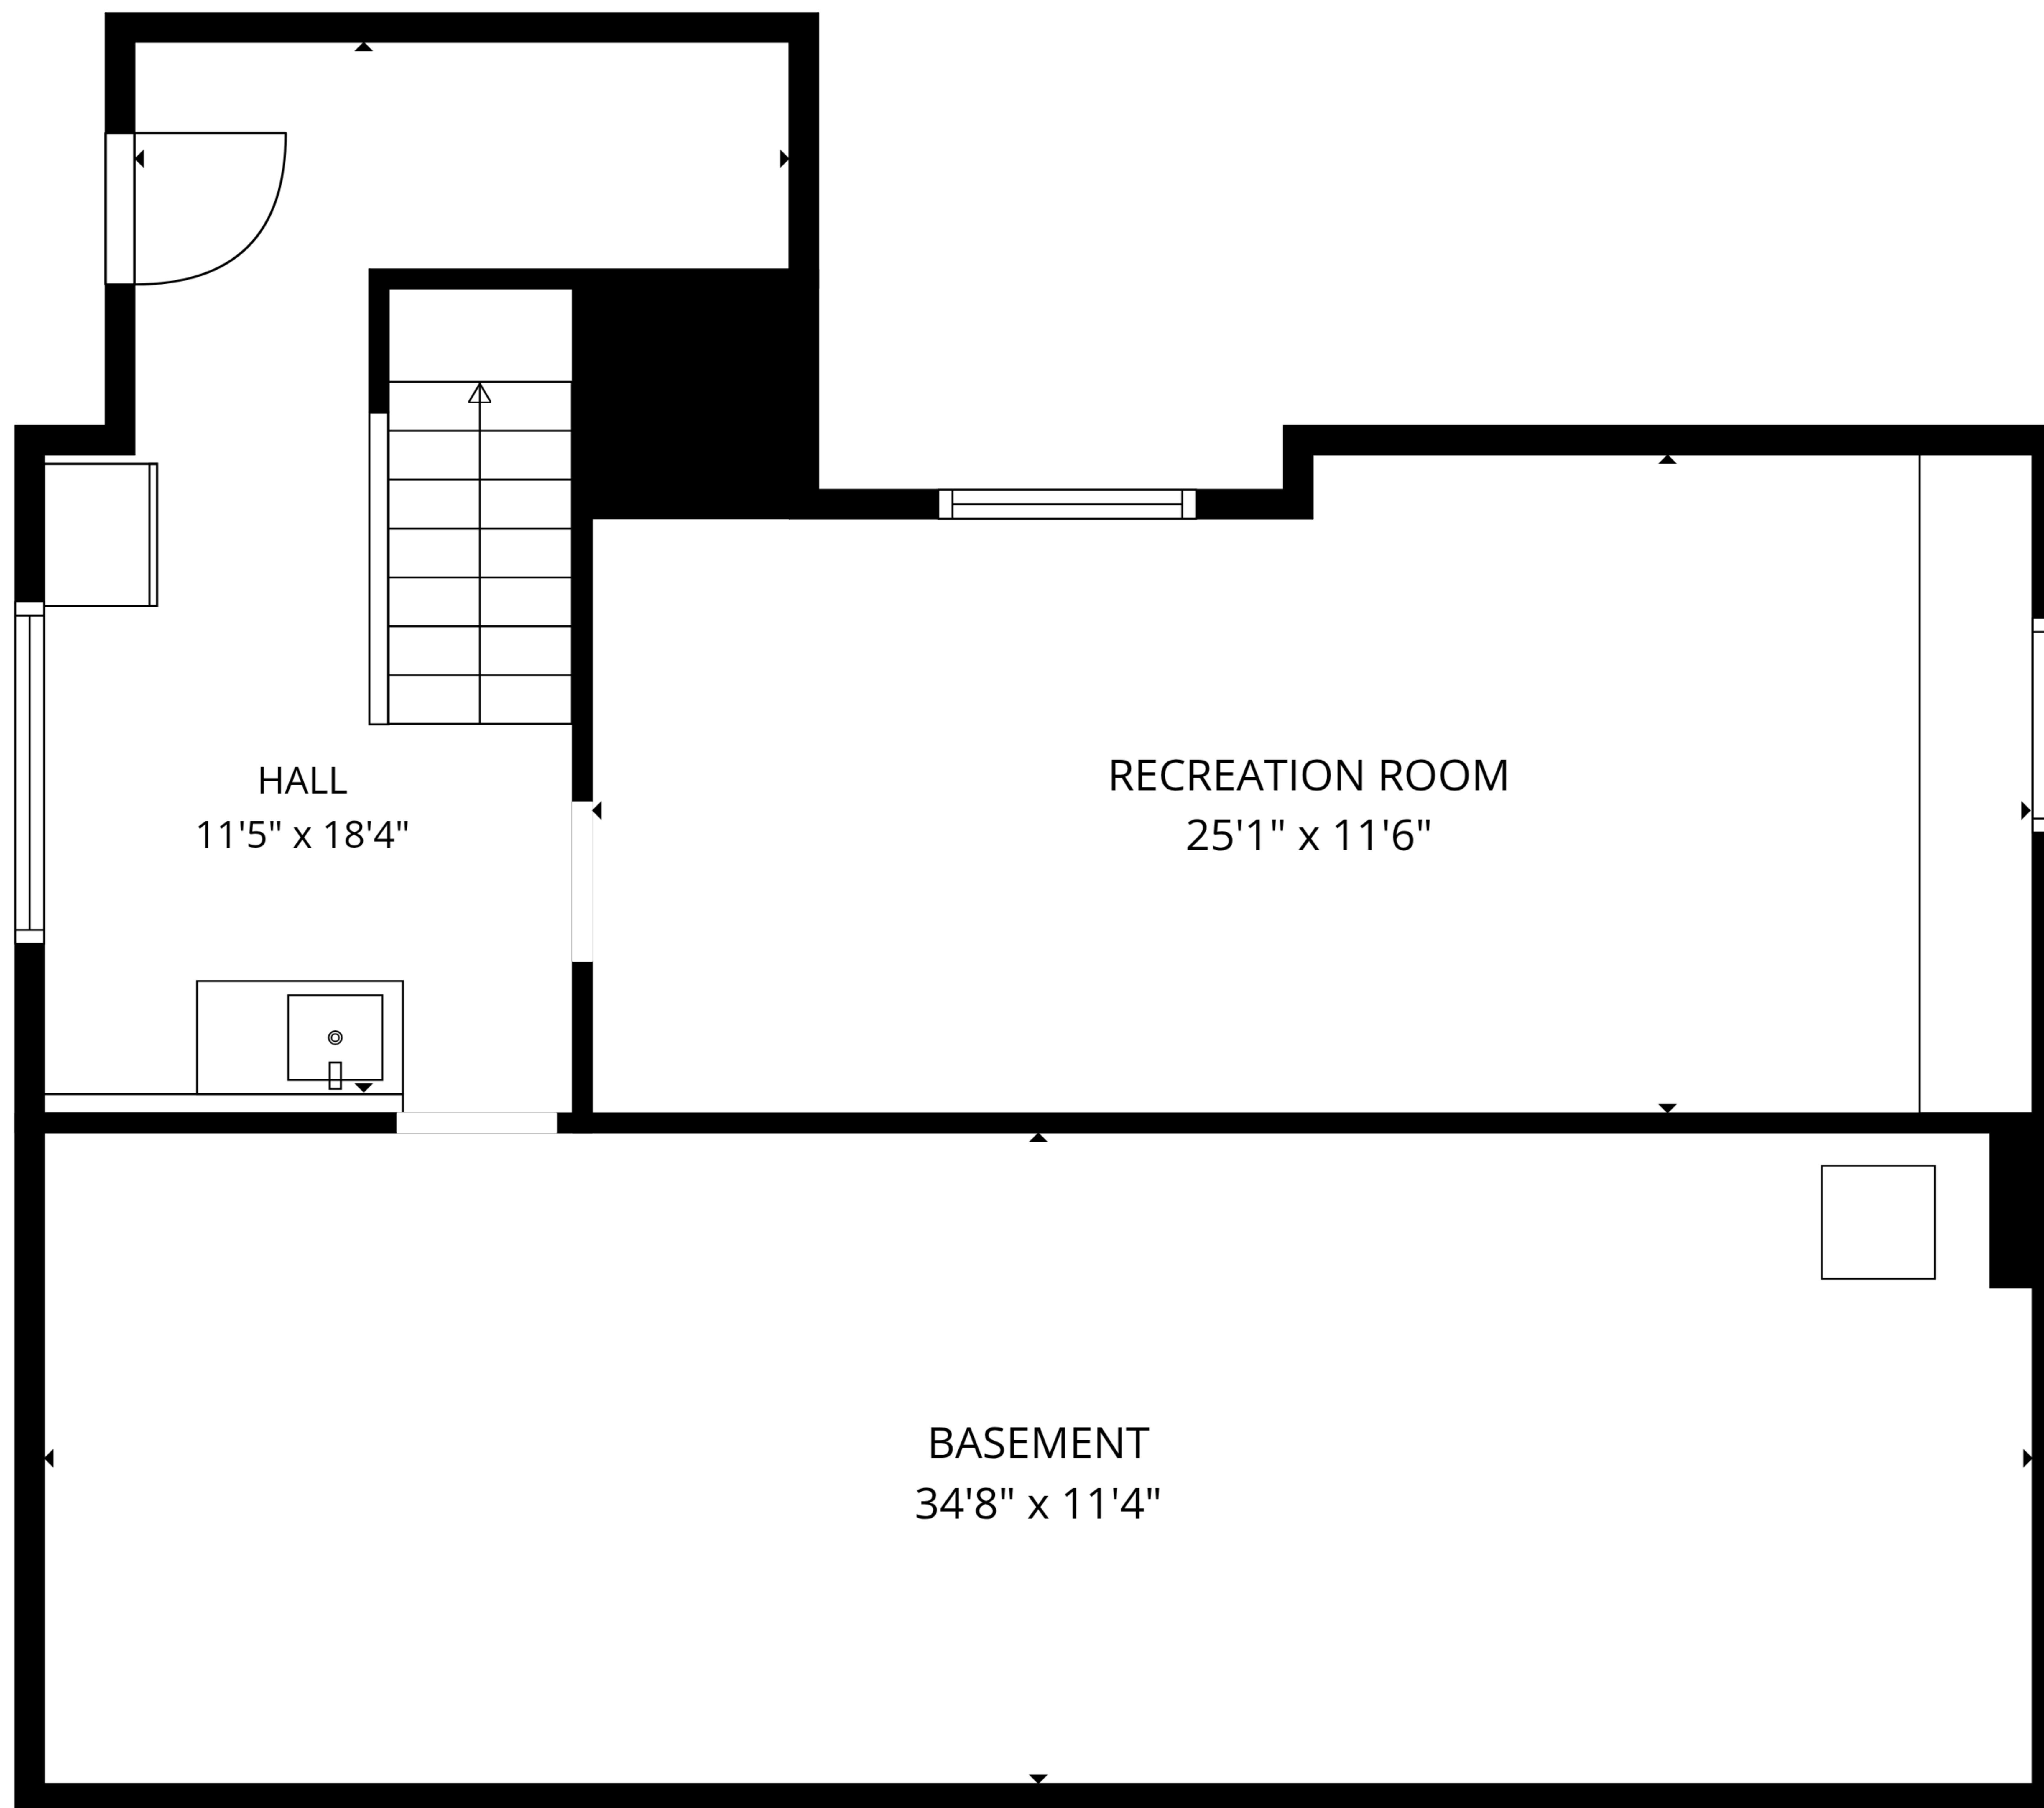 HALL
11'5" x 18'4"
RECREATION ROOM
25'1" x 11'6"
BASEMENT
34'8" x 11'4"